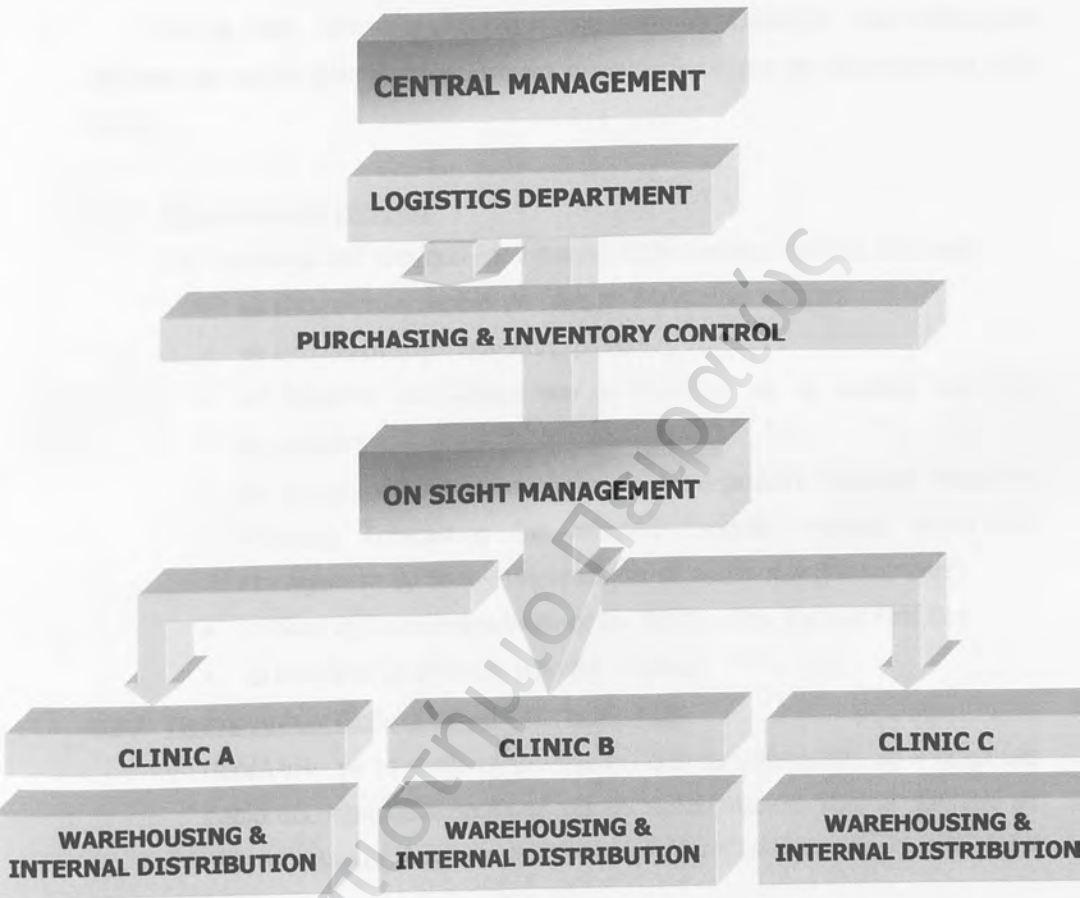 CENTRAL MANAGEMENT
LOGISTICS DEPARTMENT
PURCHASING & INVENTORY CONTROL
ON SIGHT MANAGEMENT
CLINIC A
CLINIC B
CLINIC C
WAREHOUSING &
INTERNAL DISTRIBUTION
WAREHOUSING &
INTERNAL DISTRIBUTION
WAREHOUSING &
INTERNAL DISTRIBUTION
Πειραιώς